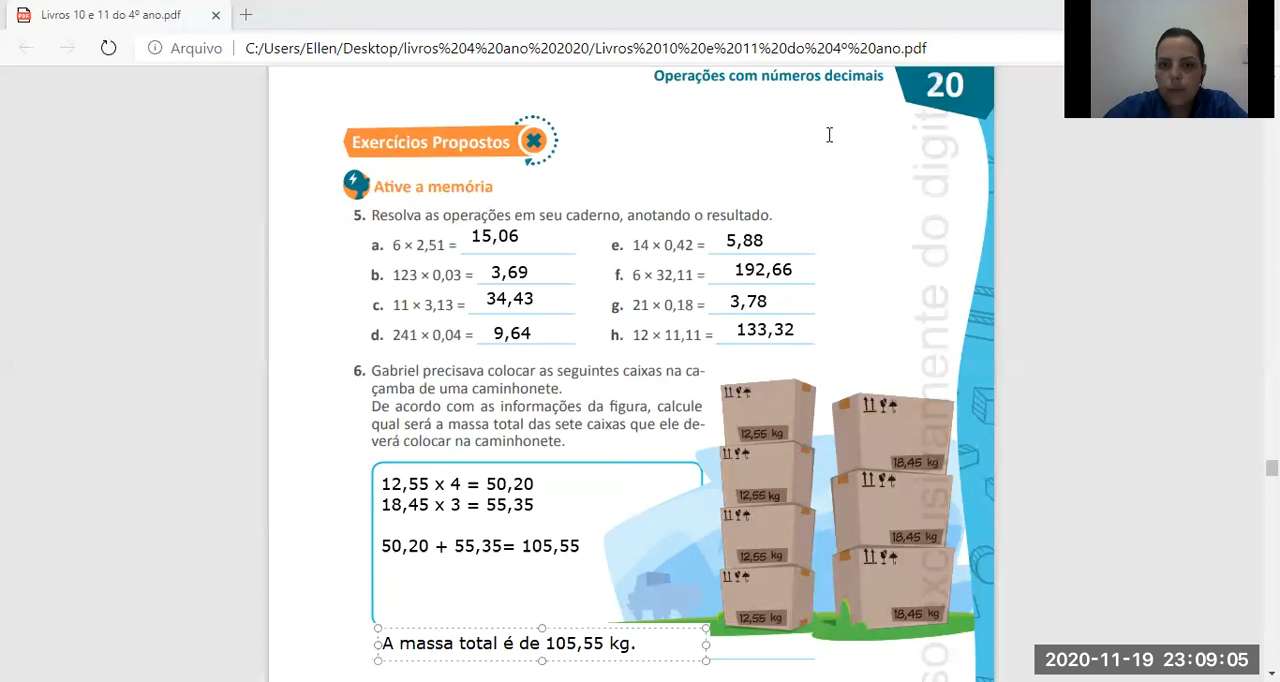 Livros 10 e 11 do 4º ano.pdf
Arquivo
C:/Users/Ellen/Desktop/livros%204%20ano%202020/Livros%2010%20e%2011%20do%204º%20ano.pdf
Operações com números decimais
20
Exercícios Propostos
Ative a memória
5. Resolva as operações em seu caderno, anotando o resultado.
a. 6 × 2,51 = 15,06
b. 123 × 0,03 = 3,69
c. 11 × 3,13 = 34,43
d. 241 × 0,04 = 9,64
e. 14 × 0,42 = 5,88
f. 6 × 32,11 = 192,66
g. 21 × 0,18 = 3,78
h. 12 × 11,11 = 133,32
6. Gabriel precisava colocar as seguintes caixas na ca-
çamba de uma caminhonete.
De acordo com as informações da figura, calcule
qual será a massa total das sete caixas que ele de-
verá colocar na caminhonete.
12,55 x 4 = 50,20
18,45 x 3 = 55,35
50,20 + 55,35= 105,55
A massa total é de 105,55 kg.
12,55 kg
12,55 kg
12,55 kg
12,55 kg
18,45 kg
18,45 kg
18,45 kg
2020-11-19 23:09:05